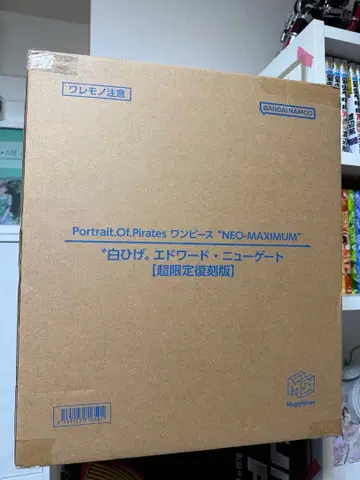 ワレモノ注意
BANDAI NAMCO
Portrait.Of.Pirates ワンピース “NEO-MAXIMUM”
“白ひげ„ エドワード・ニューゲート
【超限定復刻版】
MegaHouse